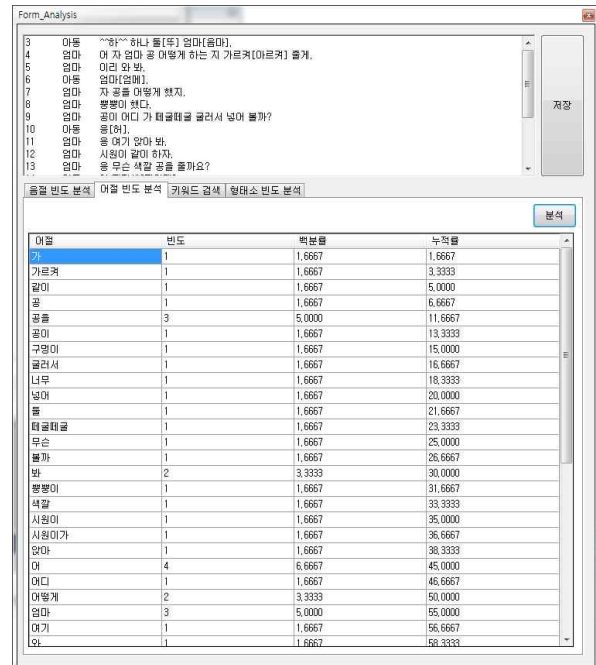 Form_Analysis
3 아동 ^^하^^ 하나 둘[뚜] 엄마[음마].
4 엄마 어 자 엄마 공 어떻게 하는 지 가르켜[아르켜] 줄게.
5 엄마 이리 와 봐.
6 아동 엄마[엄메].
7 엄마 자 공을 어떻게 했지.
8 엄마 뿅뿅이 했다.
9 엄마 공이 어디 가 떼굴떼굴 굴러서 넣어 볼까?
10 아동 응[허].
11 엄마 응 여기 앉아 봐.
12 엄마 시원이 같이 하자.
13 엄마 응 무슨 색깔 공을 줄까요?
저장
음절 빈도 분석 어절 빈도 분석 키워드 검색 형태소 빈도 분석
분석
어절 빈도 백분률 누적률
가 1 1.6667 1.6667
가르켜 1 1.6667 3.3333
같이 1 1.6667 5.0000
공 1 1.6667 6.6667
공을 3 5.0000 11.6667
공이 1 1.6667 13.3333
구멍이 1 1.6667 15.0000
굴러서 1 1.6667 16.6667
너무 1 1.6667 18.3333
넣어 1 1.6667 20.0000
둘 1 1.6667 21.6667
떼굴떼굴 1 1.6667 23.3333
무슨 1 1.6667 25.0000
볼까 1 1.6667 26.6667
봐 2 3.3333 30.0000
뿅뿅이 1 1.6667 31.6667
색깔 1 1.6667 33.3333
시원이 1 1.6667 35.0000
시원이가 1 1.6667 36.6667
앉아 1 1.6667 38.3333
어 4 6.6667 45.0000
어디 1 1.6667 46.6667
어떻게 2 3.3333 50.0000
엄마 3 5.0000 55.0000
여기 1 1.6667 56.6667
와 1 1.6667 58.3333